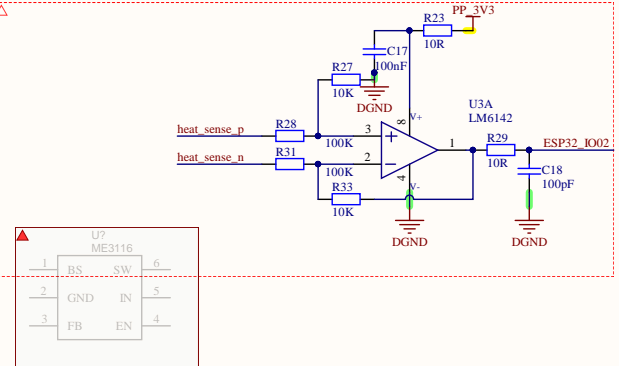 PP_3V3
R23
10R
C17
100nF
R27
10K
DGND
U3A
LM6142
heat_sense_p
R28
100K
3
8
V+
1
R29
10R
ESP32_IO02
heat_sense_n
R31
100K
2
4
V-
R33
10K
C18
100pF
DGND
DGND
U?
ME3116
1
BS
SW
6
2
GND
IN
5
3
FB
EN
4